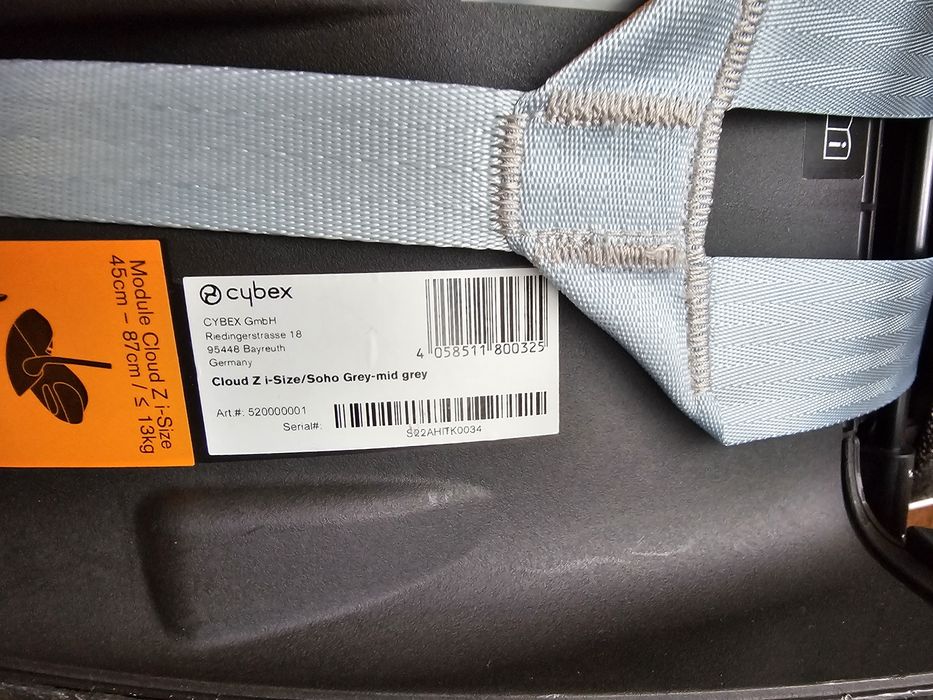 Module Cloud Z i-Size
45cm – 87cm / ≤ 13kg
cybex
CYBEX GmbH
Riedingerstrasse 18
95448 Bayreuth
Germany
4 058511 800325
Cloud Z i-Size/Soho Grey-mid grey
Art.#: 520000001
Serial#:
S22AHITK0034
i